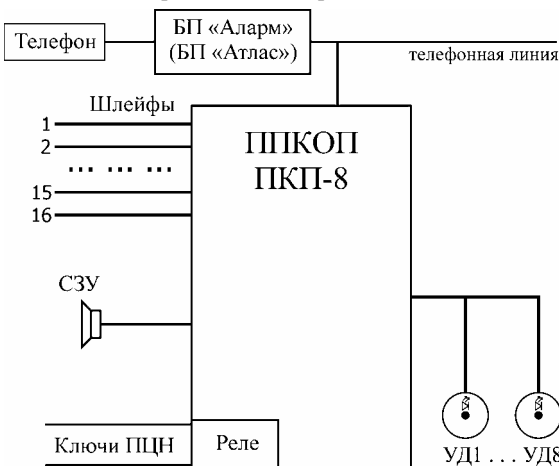 БП «Аларм»
(БП «Атлас»)
Телефон
телефонная линия
Шлейфы
1
2
... ... ...
15
16
ППКОП
ПКП-8
СЗУ
Ключи ПЦН
Реле
УД1 . . . УД8